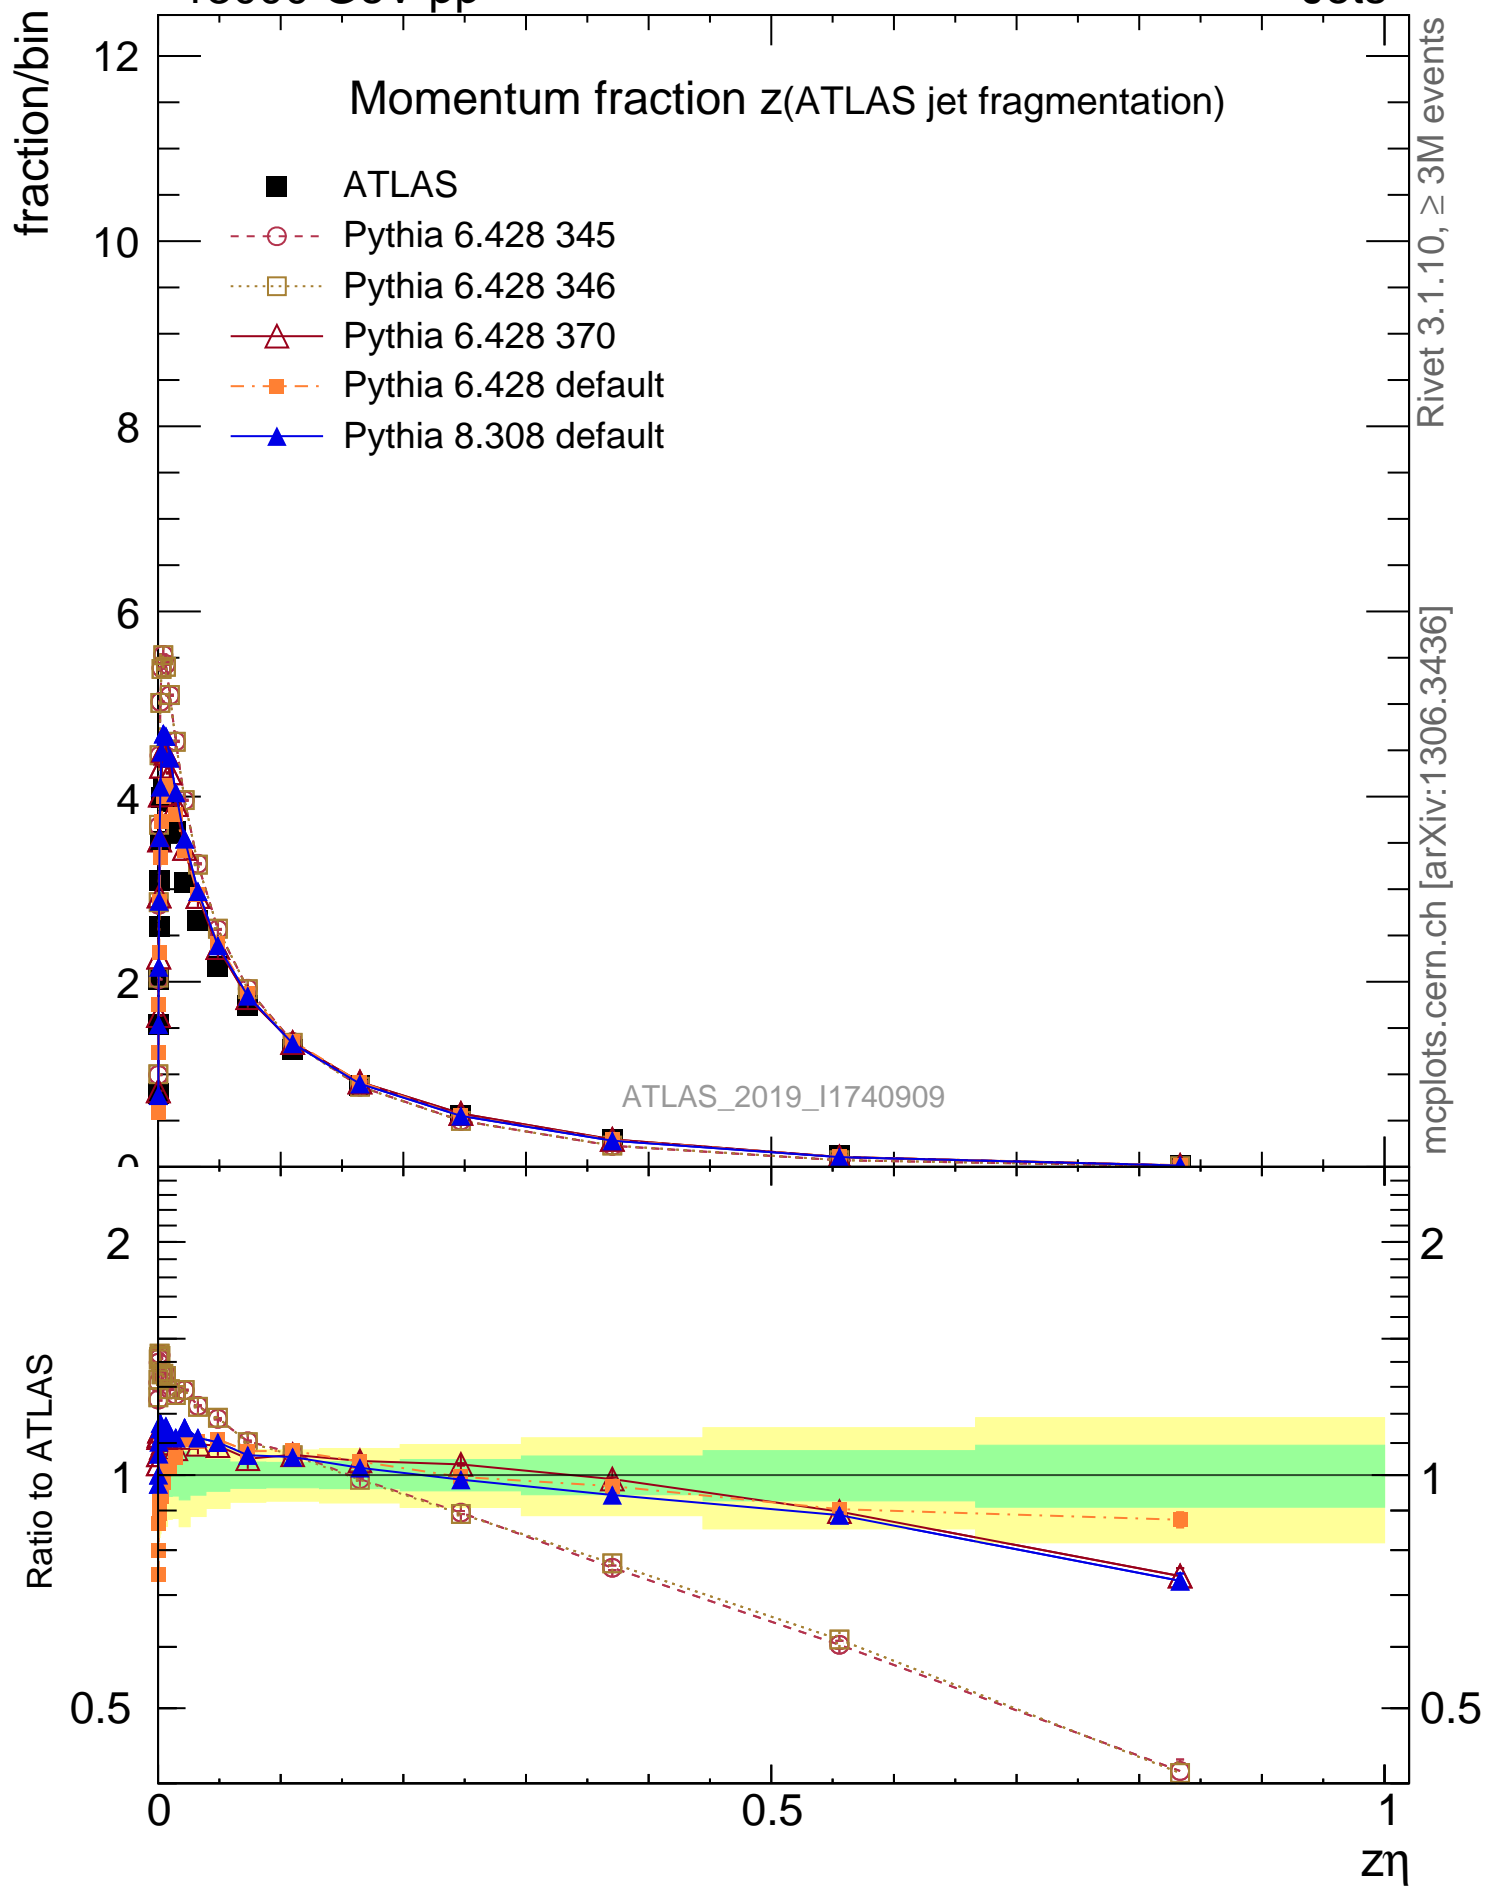 fraction/bin
Momentum fraction z(ATLAS jet fragmentation)
ATLAS
Pythia 6.428 345
Pythia 6.428 346
Pythia 6.428 370
Pythia 6.428 default
Pythia 8.308 default
12
10
8
6
4
2
0
ATLAS_2019_I1740909
Rivet 3.1.10, ≥ 3M events
mcplots.cern.ch [arXiv:1306.3436]
Ratio to ATLAS
2
1
0.5
2
1
0.5
0
0.5
1
zη